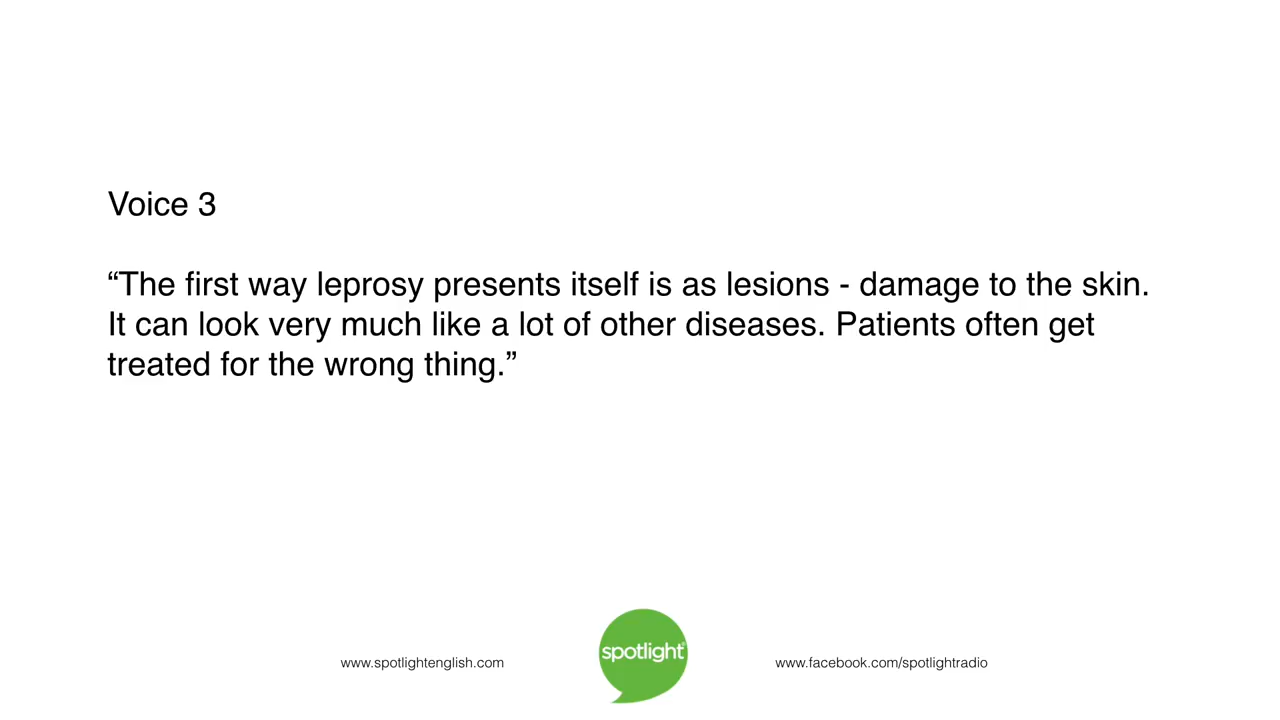 Voice 3
“The first way leprosy presents itself is as lesions - damage to the skin.
It can look very much like a lot of other diseases. Patients often get
treated for the wrong thing.”
www.spotlightenglish.com
spotlight®
www.facebook.com/spotlightradio